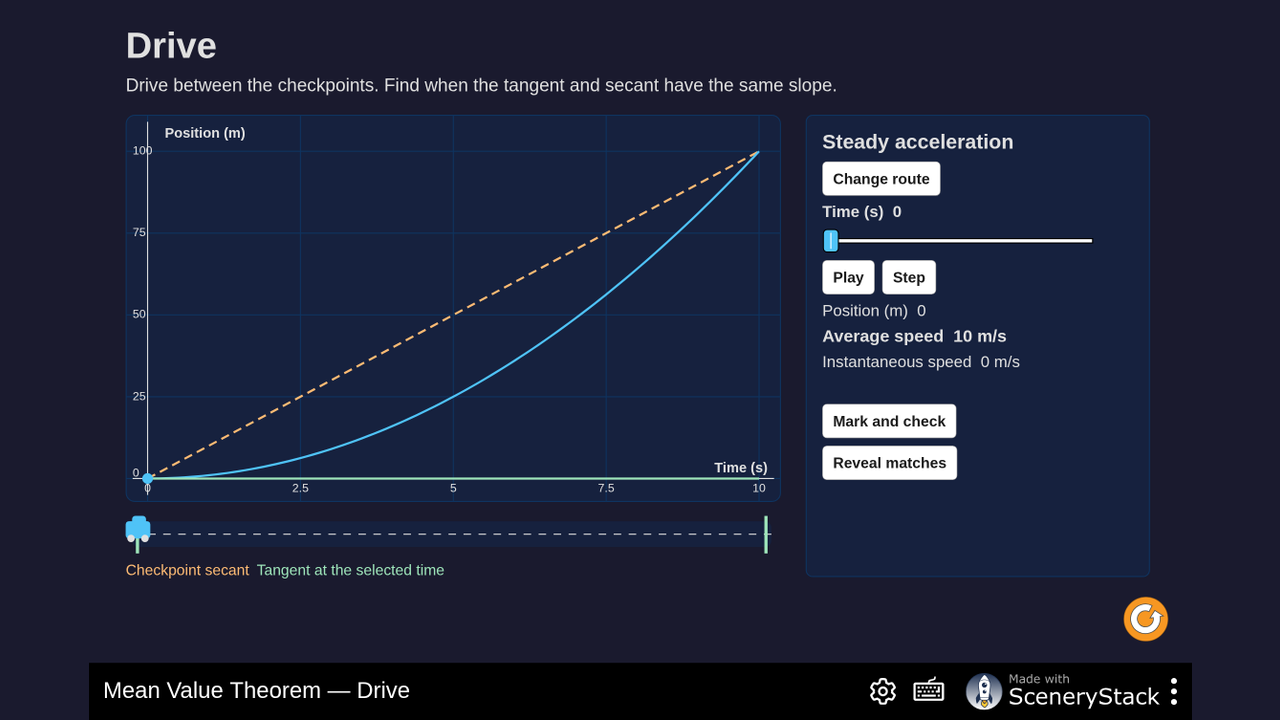 Drive
Drive between the checkpoints. Find when the tangent and secant have the same slope.
Position (m)
100
75
50
25
0
Time (s)
0
2.5
5
7.5
10
Checkpoint secant Tangent at the selected time
Steady acceleration
Change route
Time (s) 0
Play Step
Position (m) 0
Average speed 10 m/s
Instantaneous speed 0 m/s
Mark and check
Reveal matches
Mean Value Theorem — Drive
Made with
SceneryStack